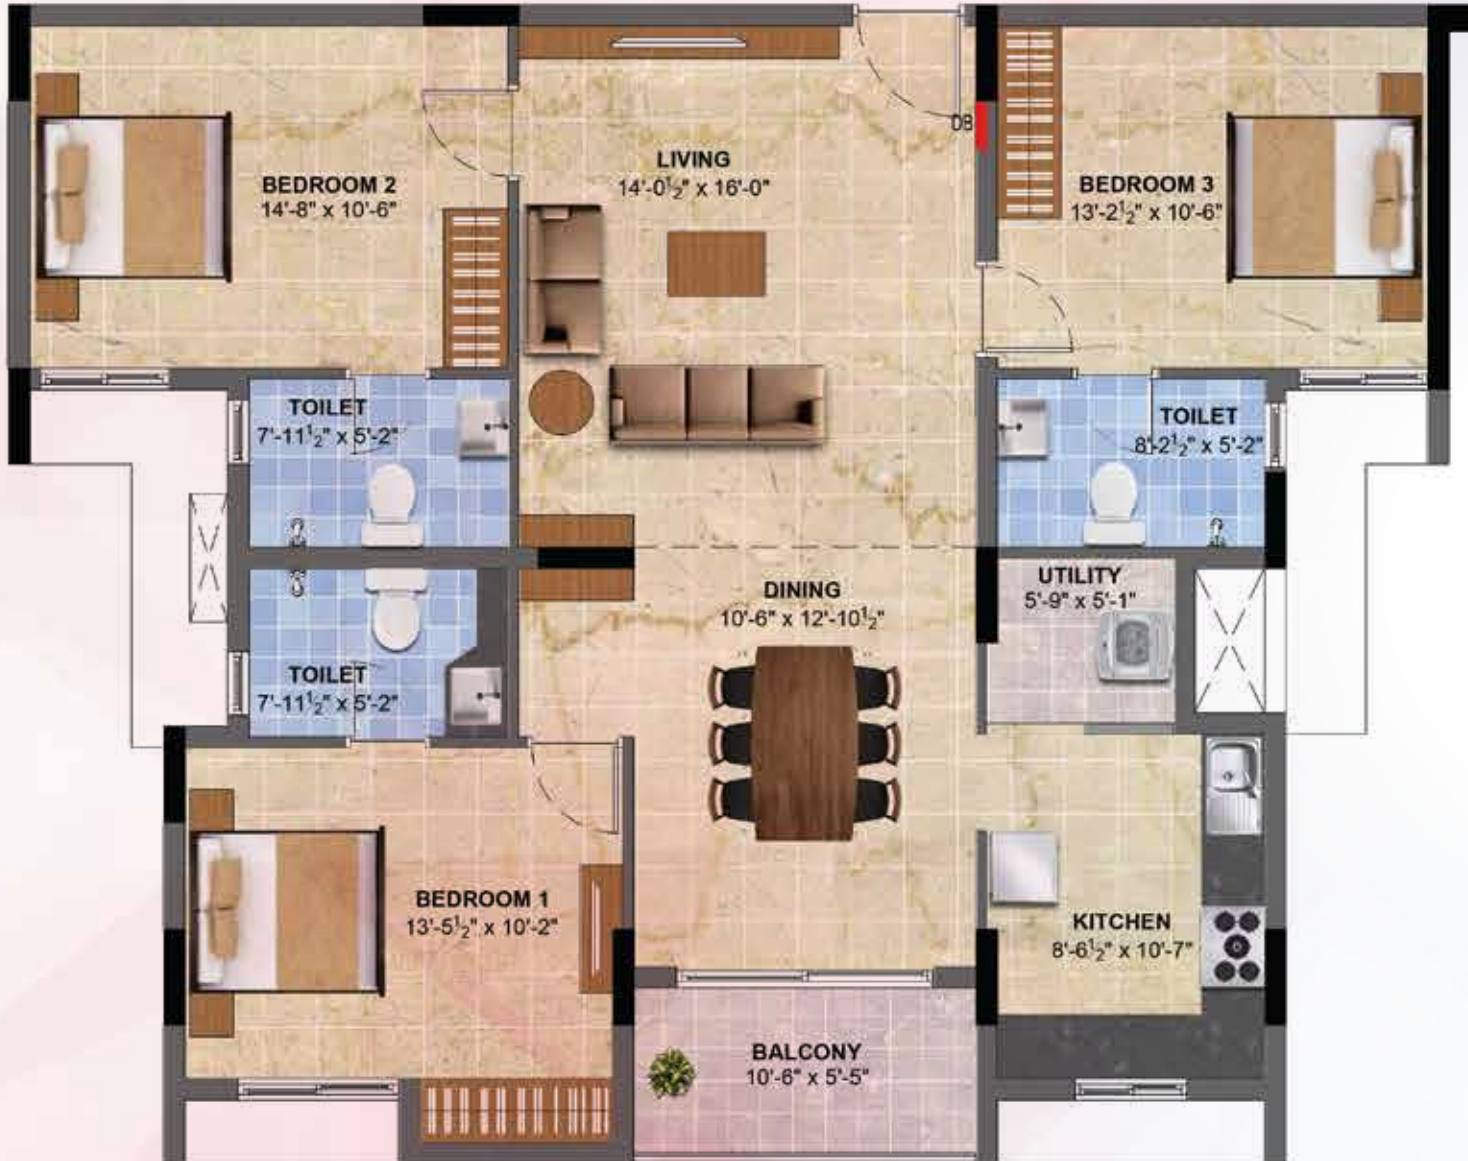 BEDROOM 2
14'-8" x 10'-6"
LIVING
14'-0½" x 16'-0"
DB
BEDROOM 3
13'-2½" x 10'-6"
TOILET
7'-11½" x 5'-2"
TOILET
8'-2½" x 5'-2"
DINING
10'-6" x 12'-10½"
UTILITY
5'-9" x 5'-1"
TOILET
7'-11½" x 5'-2"
BEDROOM 1
13'-5½" x 10'-2"
KITCHEN
8'-6½" x 10'-7"
BALCONY
10'-6" x 5'-5"